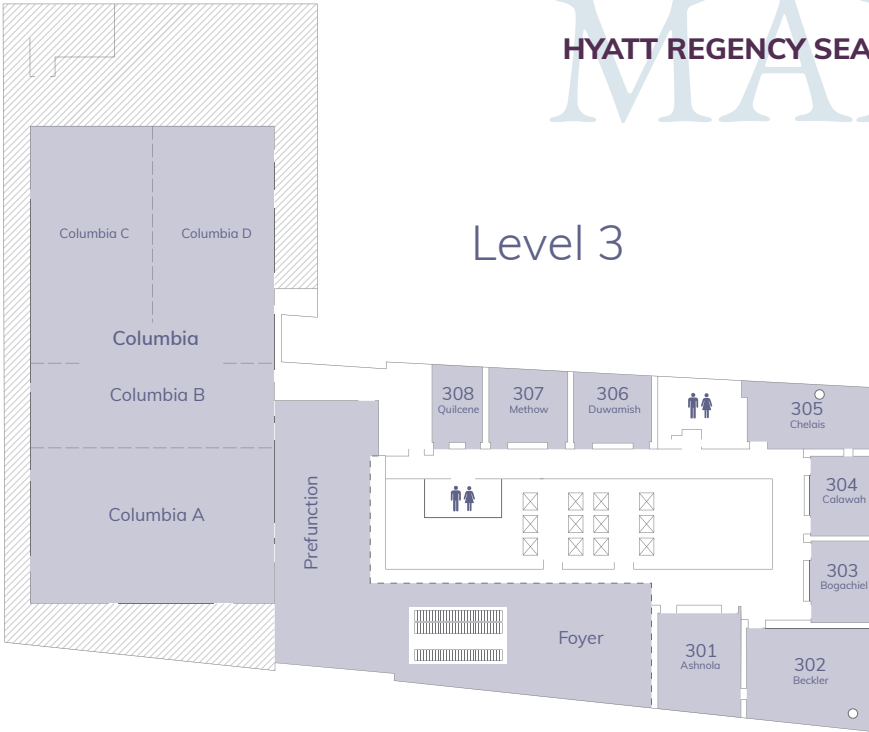 HYATT REGENCY SEA
Level 3
Columbia C
Columbia D
Columbia
Columbia B
Columbia A
Prefunction
Foyer
308
Quilcene
307
Methow
306
Duwamish
305
Chelais
304
Calawah
303
Bogachiel
301
Ashnola
302
Beckler